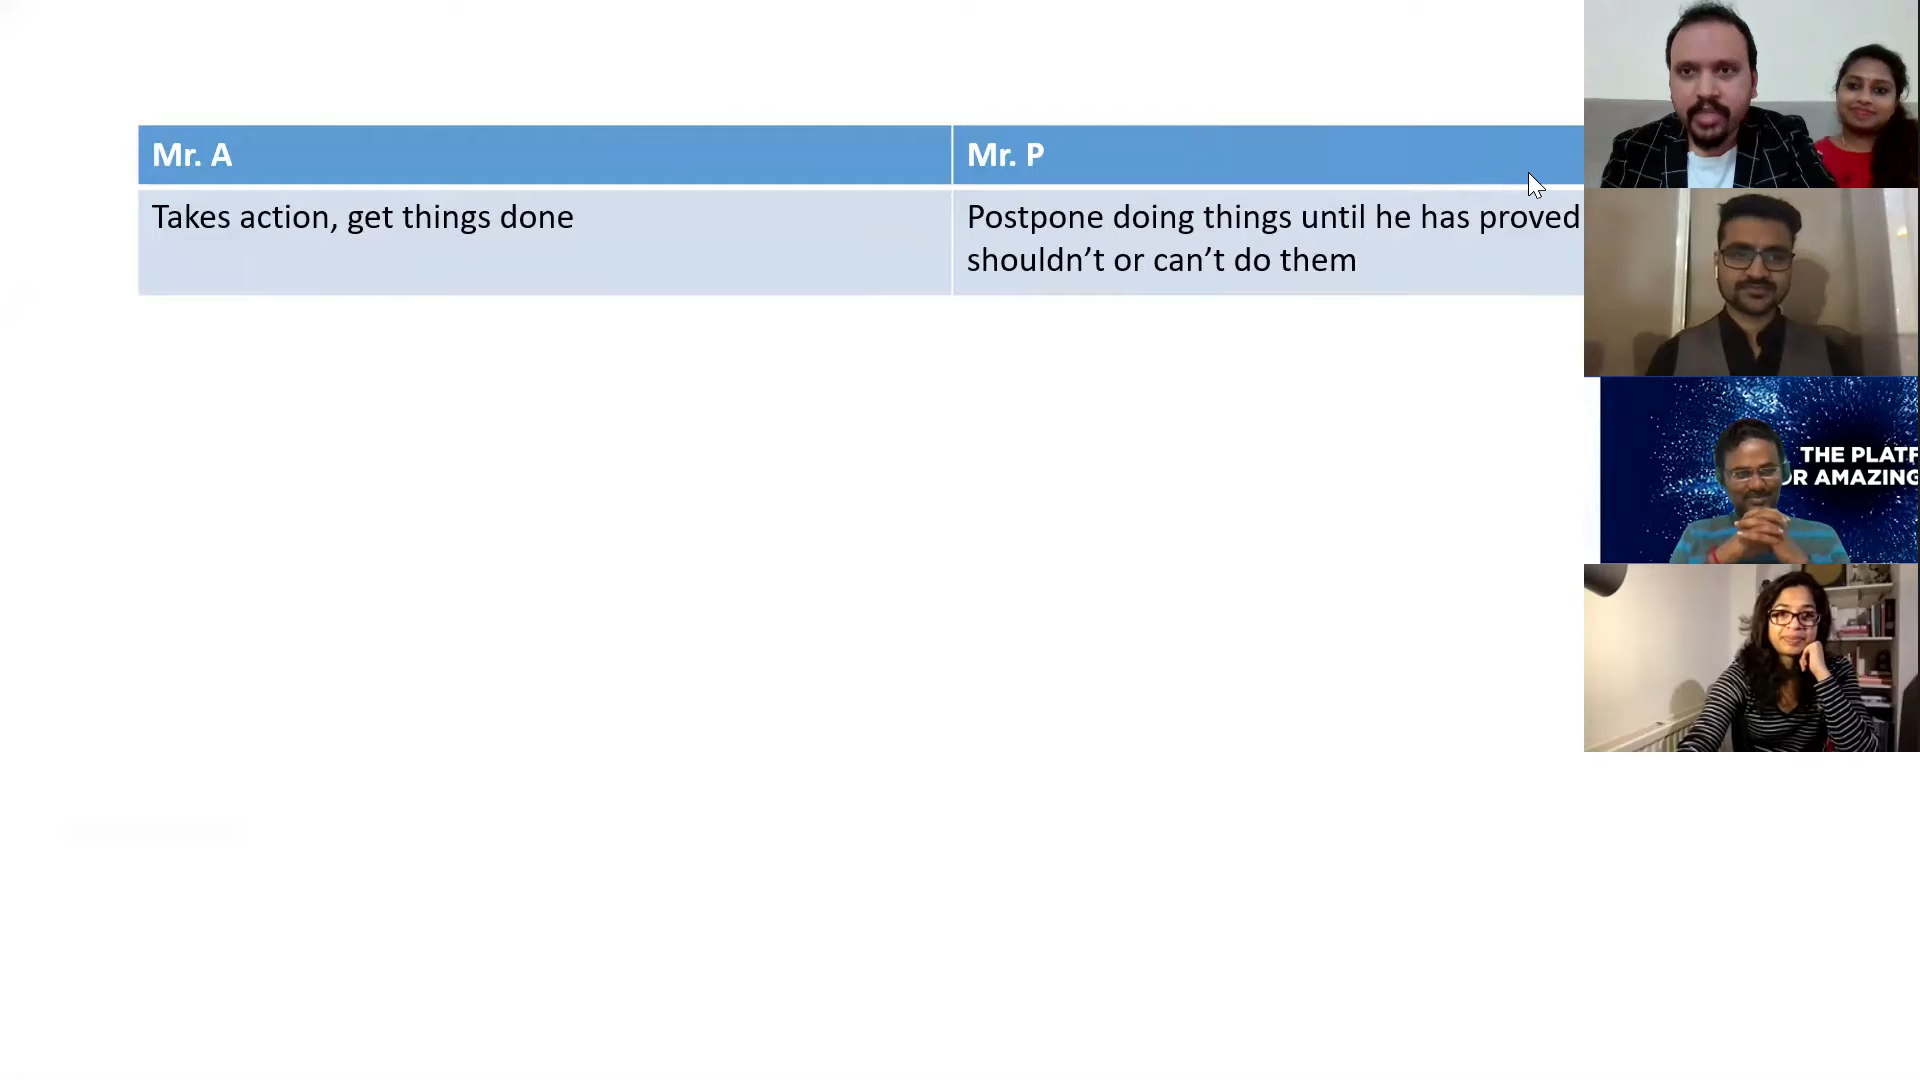 Mr. A
Mr. P
Takes action, get things done
Postpone doing things until he has proved
shouldn’t or can’t do them
THE PLATF
OR AMAZING